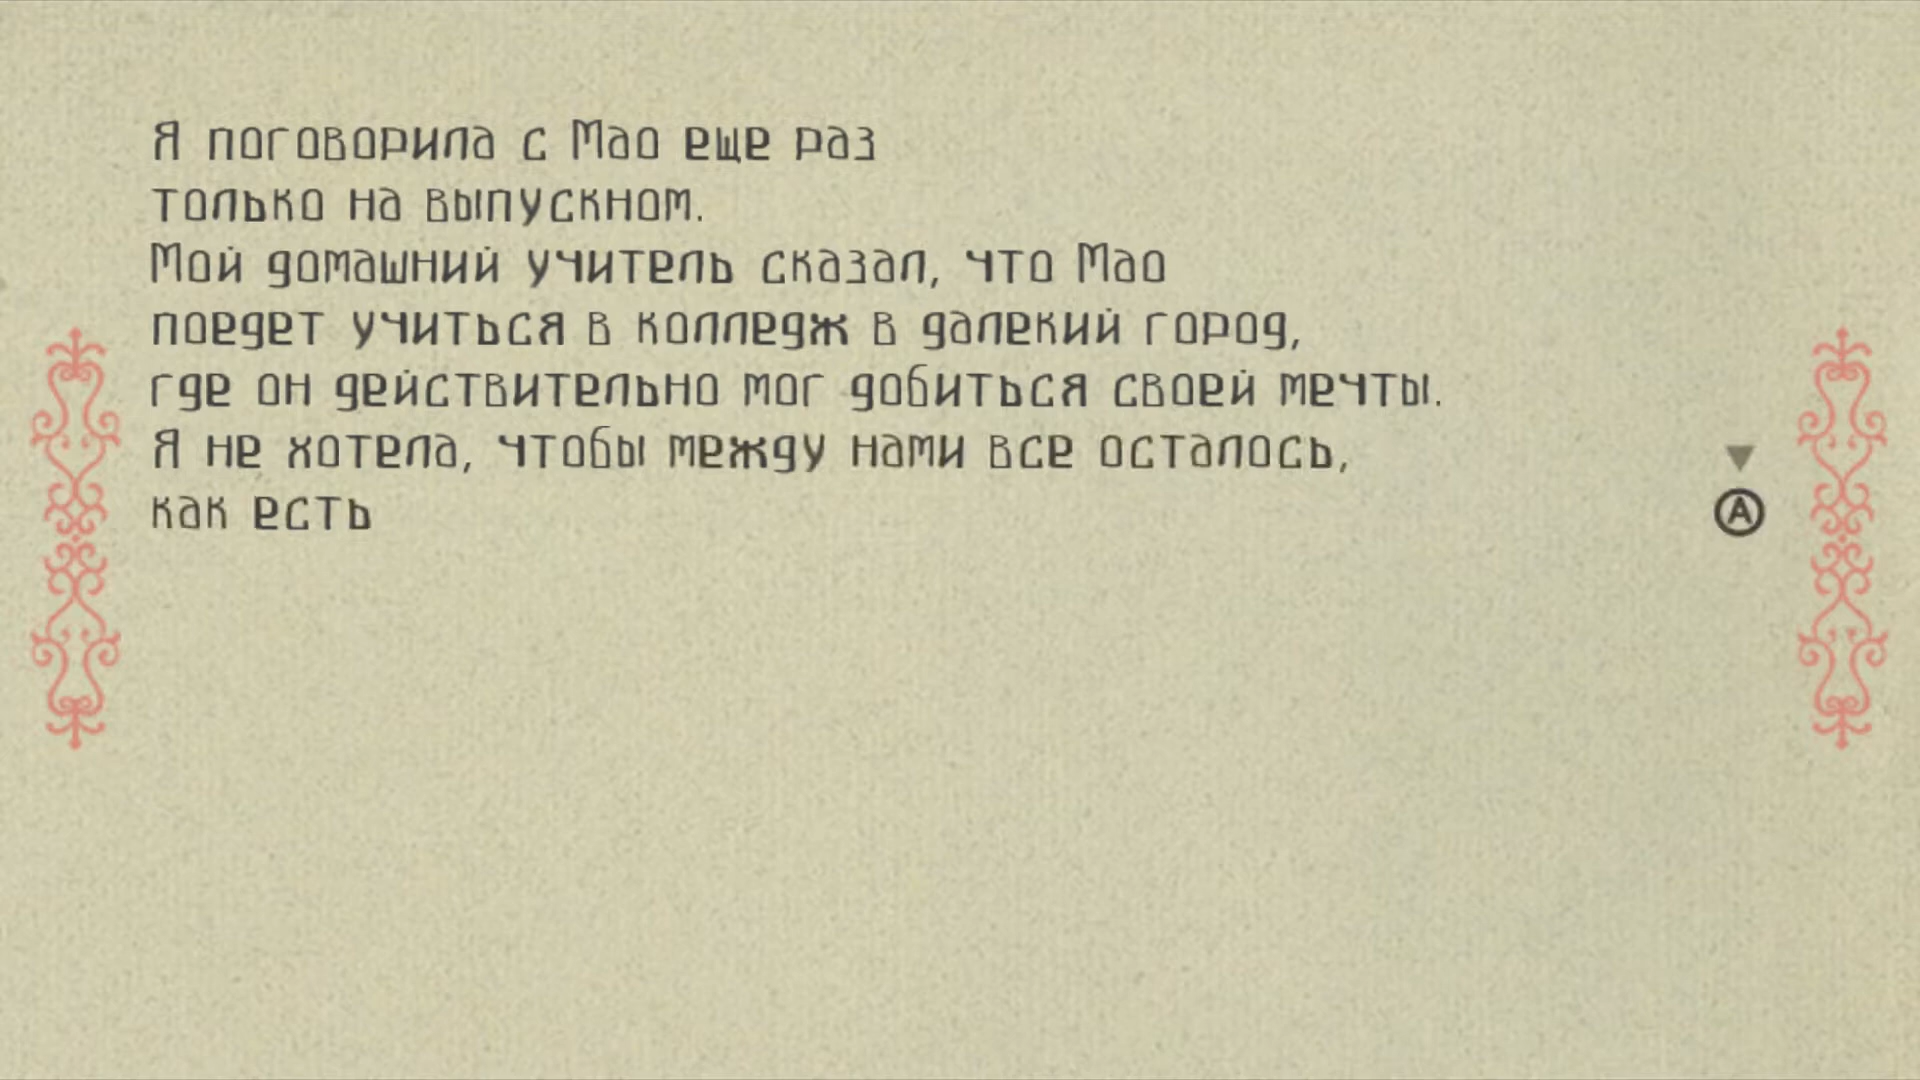 Я поговорила с Мао еще раз
только на выпускном.
Мой домашний учитель сказал, что Мао
поедет учиться в колледж в далекий город,
где он действительно мог добиться своей мечты.
Я не хотела, чтобы между нами все осталось,
как есть
A